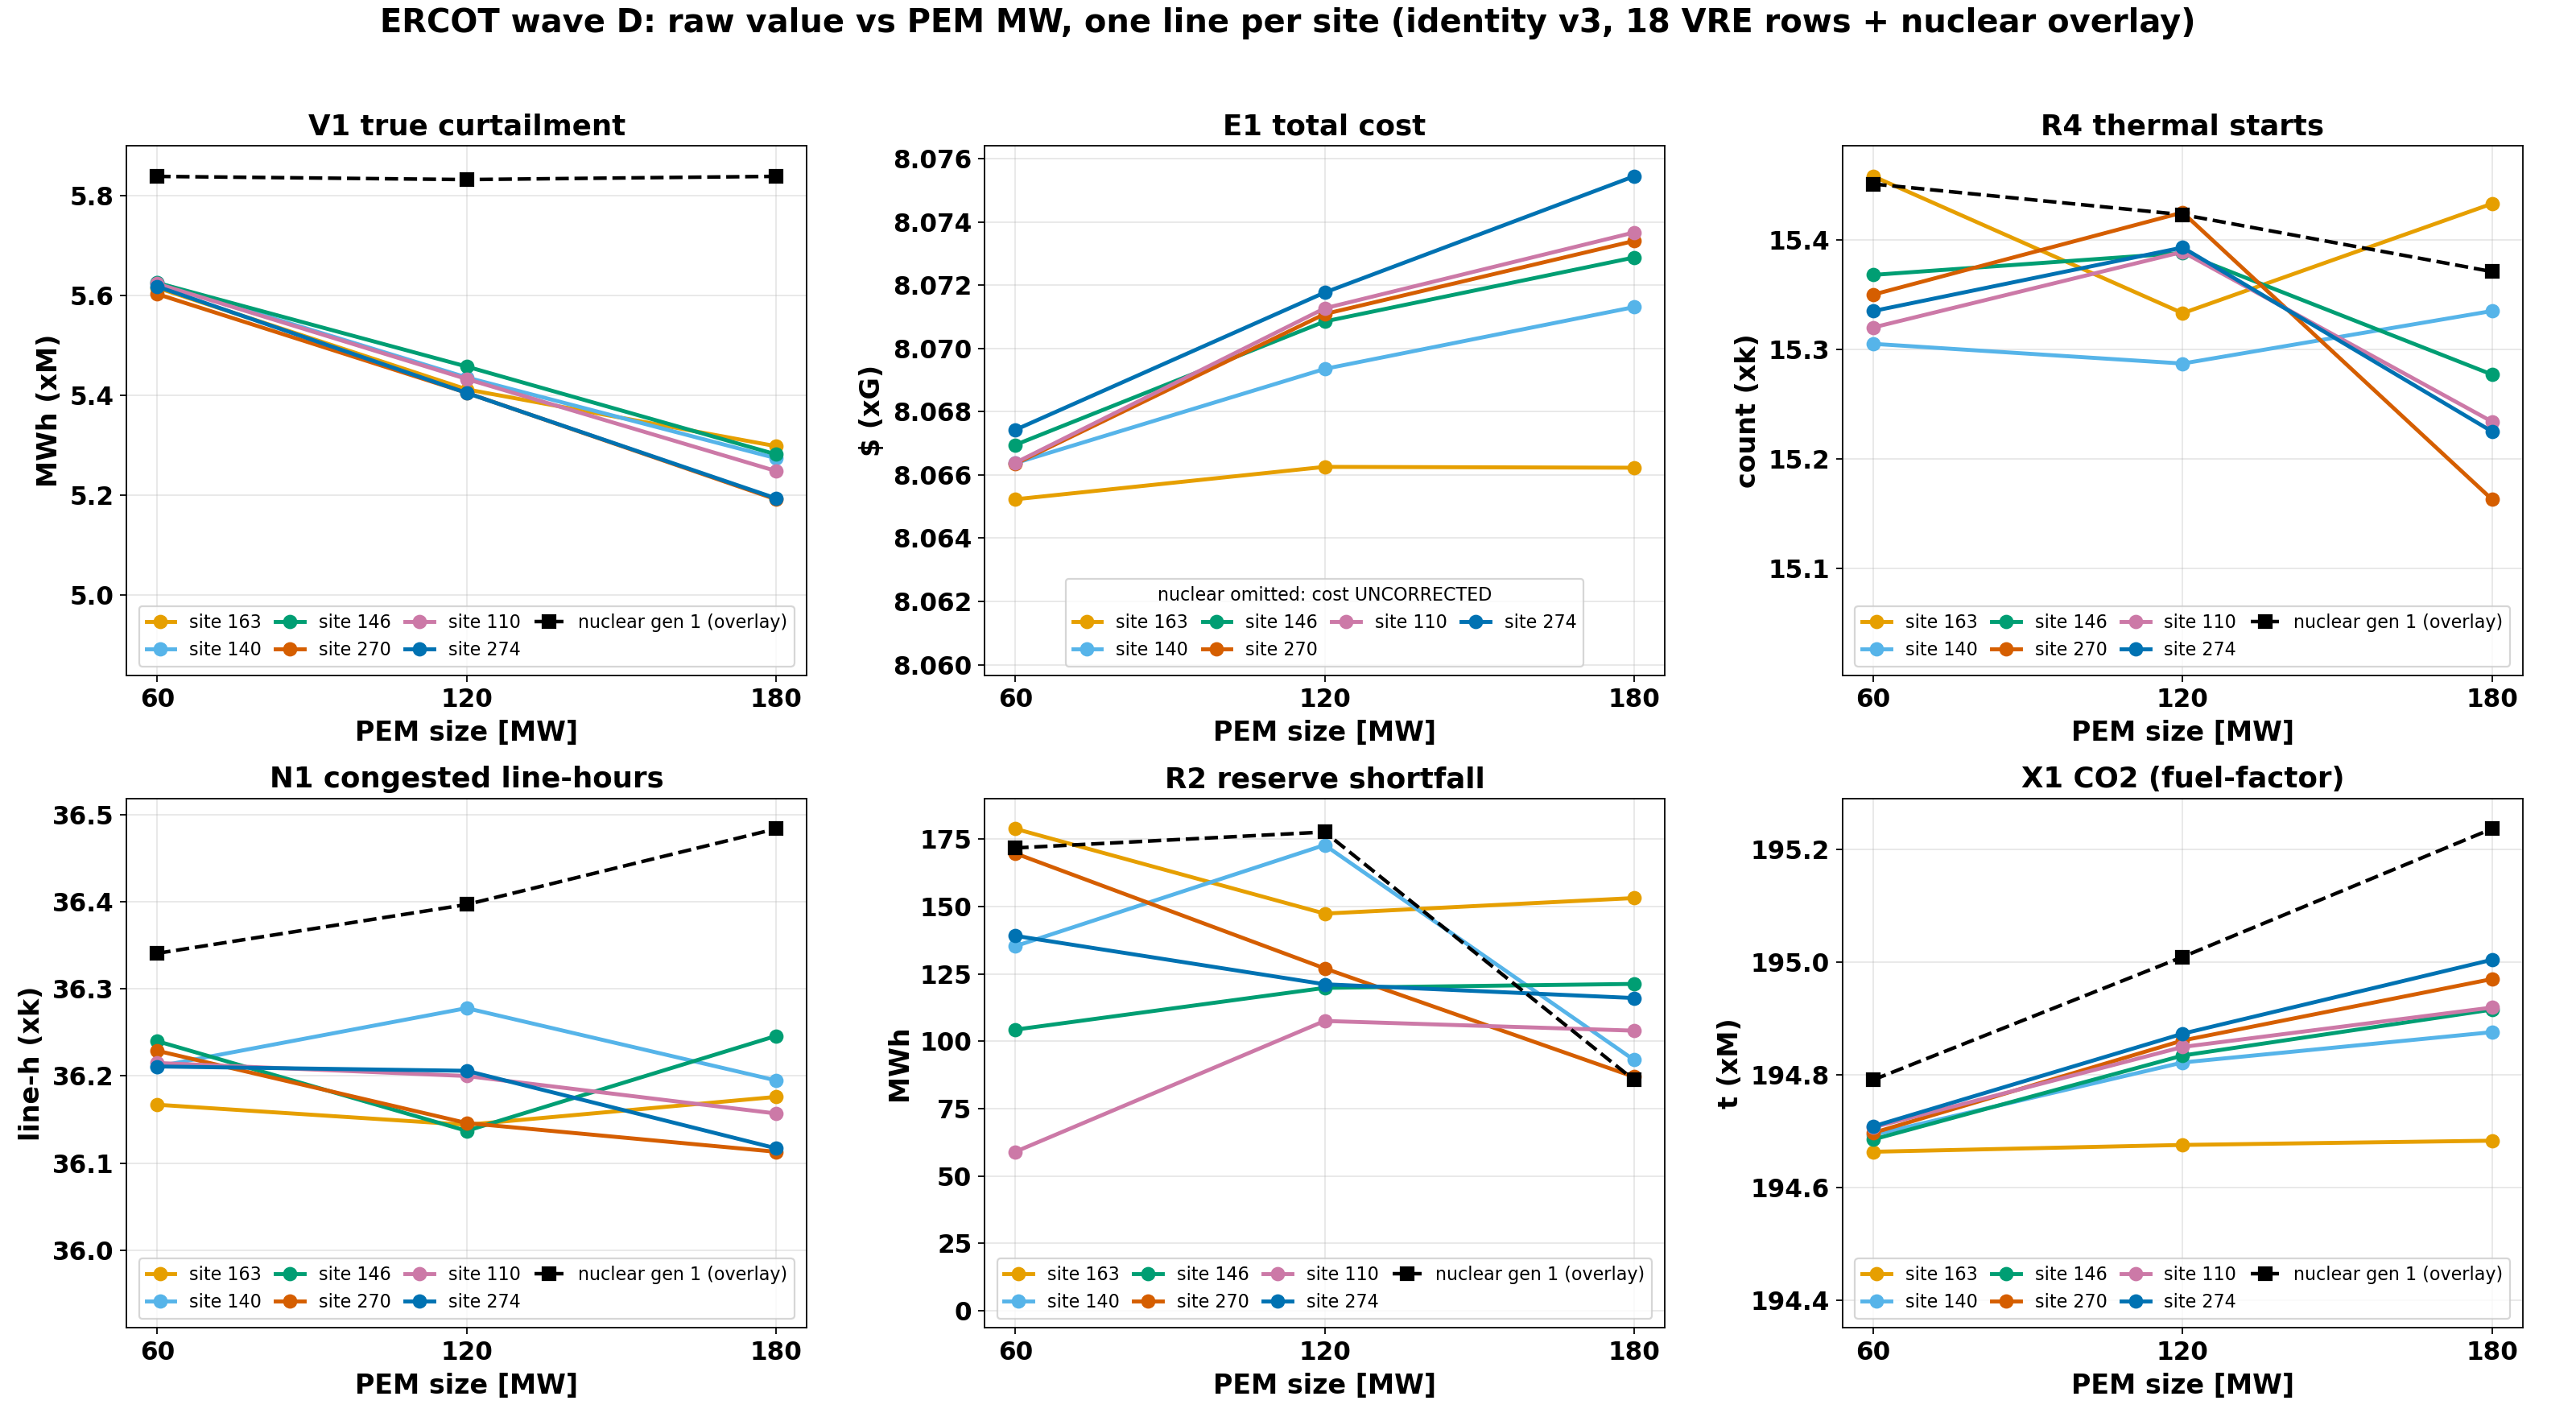 ERCOT wave D: raw value vs PEM MW, one line per site (identity v3, 18 VRE rows + nuclear overlay)
V1 true curtailment
MWh (xM)
5.8
5.6
5.4
5.2
5.0
site 163 site 146 site 110 nuclear gen 1 (overlay)
site 140 site 270 site 274
60 120 180
PEM size [MW]
E1 total cost
$ (xG)
8.076
8.074
8.072
8.070
8.068
8.066
8.064
8.062
8.060
nuclear omitted: cost UNCORRECTED
site 163 site 146 site 110 site 274
site 140 site 270
60 120 180
PEM size [MW]
R4 thermal starts
count (xk)
15.4
15.3
15.2
15.1
site 163 site 146 site 110 nuclear gen 1 (overlay)
site 140 site 270 site 274
60 120 180
PEM size [MW]
N1 congested line-hours
line-h (xk)
36.5
36.4
36.3
36.2
36.1
36.0
site 163 site 146 site 110 nuclear gen 1 (overlay)
site 140 site 270 site 274
60 120 180
PEM size [MW]
R2 reserve shortfall
MWh
175
150
125
100
75
50
25
0
site 163 site 146 site 110 nuclear gen 1 (overlay)
site 140 site 270 site 274
60 120 180
PEM size [MW]
X1 CO2 (fuel-factor)
t (xM)
195.2
195.0
194.8
194.6
194.4
site 163 site 146 site 110 nuclear gen 1 (overlay)
site 140 site 270 site 274
60 120 180
PEM size [MW]